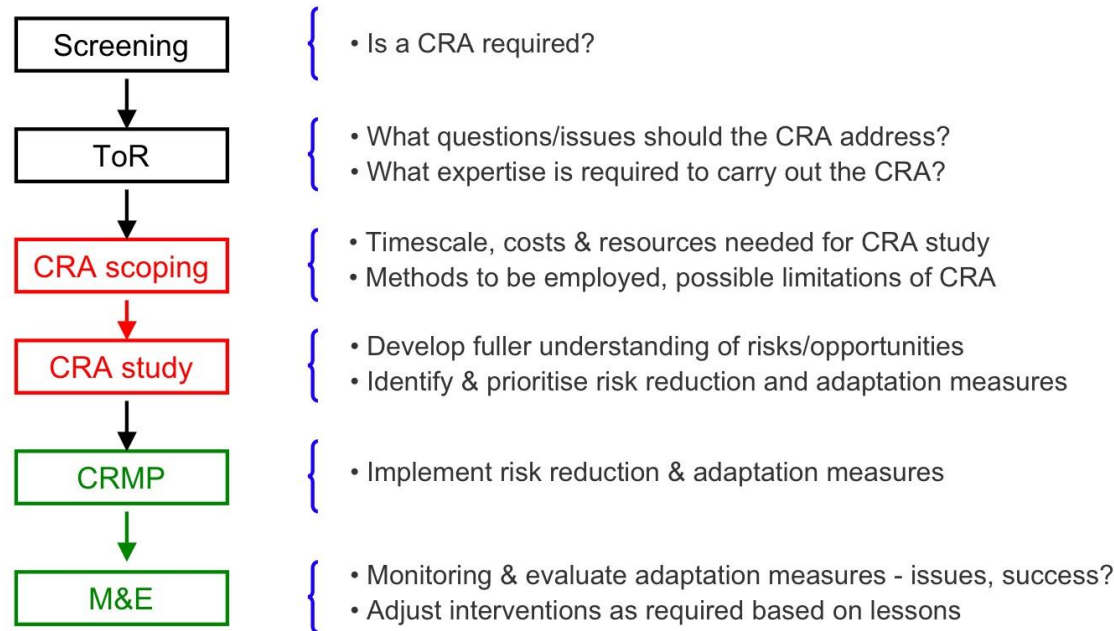 Screening
• Is a CRA required?
ToR
• What questions/issues should the CRA address?
• What expertise is required to carry out the CRA?
CRA scoping
• Timescale, costs & resources needed for CRA study
• Methods to be employed, possible limitations of CRA
CRA study
• Develop fuller understanding of risks/opportunities
• Identify & prioritise risk reduction and adaptation measures
CRMP
• Implement risk reduction & adaptation measures
M&E
• Monitoring & evaluate adaptation measures - issues, success?
• Adjust interventions as required based on lessons